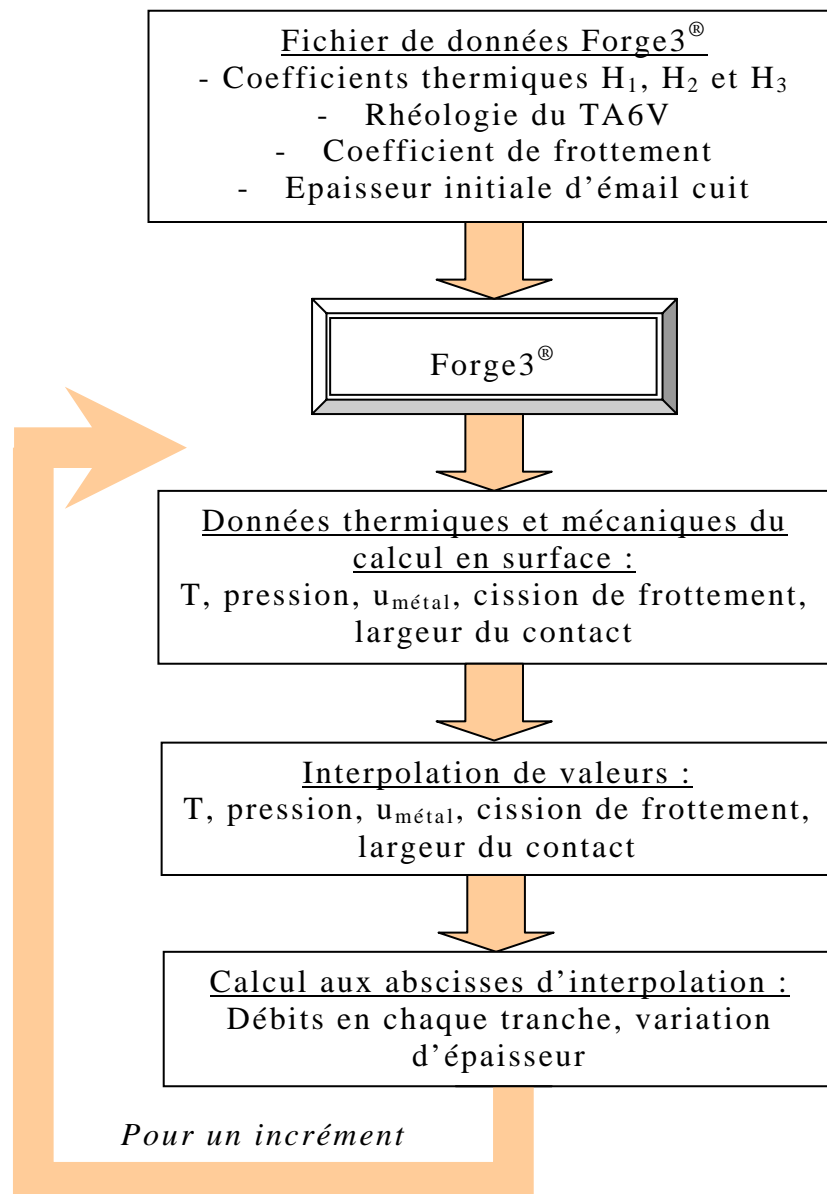 Fichier de données Forge3®
- Coefficients thermiques H₁, H₂ et H₃
- Rhéologie du TA6V
- Coefficient de frottement
- Epaisseur initiale d’émail cuit
Forge3®
Données thermiques et mécaniques du
calcul en surface :
T, pression, uₘétal, cission de frottement,
largeur du contact
Interpolation de valeurs :
T, pression, uₘétal, cission de frottement,
largeur du contact
Calcul aux abscisses d’interpolation :
Débits en chaque tranche, variation
d’épaisseur
Pour un incrément